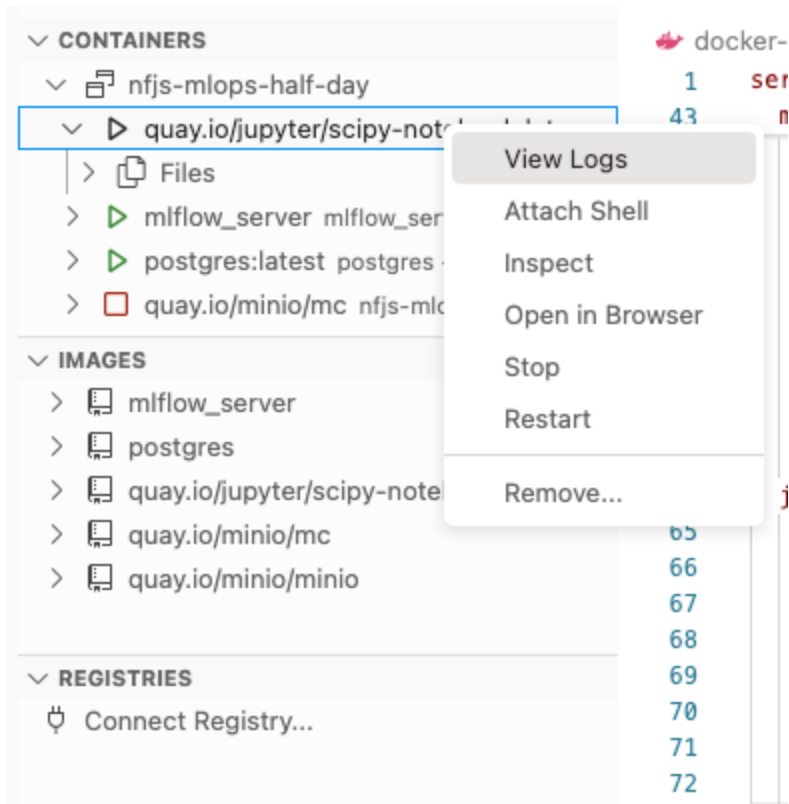 CONTAINERS
nfjs-mlops-half-day
quay.io/jupyter/scipy-
Files
mlflow_server mlflow_ser
postgres:latest postgres -
quay.io/minio/mc nfjs-mlo
IMAGES
mlflow_server
postgres
quay.io/jupyter/scipy-note
quay.io/minio/mc
quay.io/minio/minio
REGISTRIES
Connect Registry...
View Logs
Attach Shell
Inspect
Open in Browser
Stop
Restart
Remove...
docker-
1 ser
43
65
66
67
68
69
70
71
72